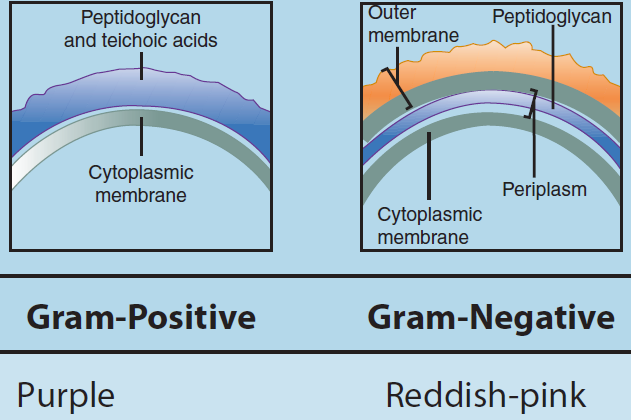 Peptidoglycan
and teichoic acids
Cytoplasmic
membrane
Outer
membrane
Peptidoglycan
Periplasm
Cytoplasmic
membrane
Gram-Positive
Gram-Negative
Purple
Reddish-pink